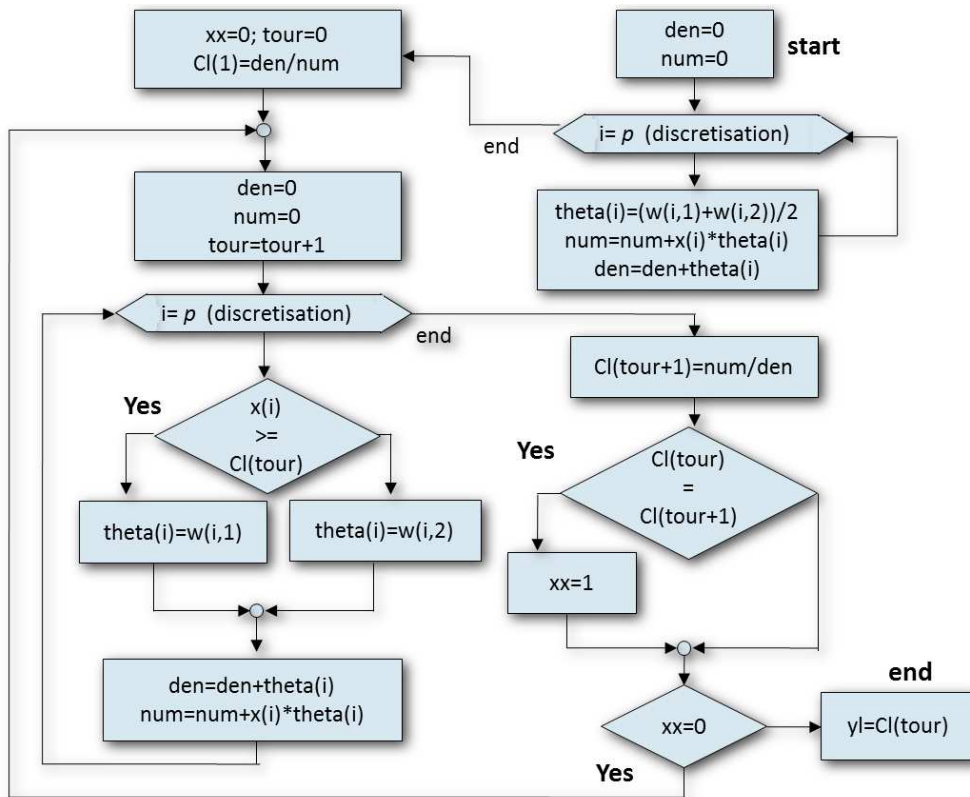 den=0
num=0
start
i= p (discretisation)
end
theta(i)=(w(i,1)+w(i,2))/2
num=num+x(i)*theta(i)
den=den+theta(i)
xx=0; tour=0
Cl(1)=den/num
den=0
num=0
tour=tour+1
i= p (discretisation)
end
x(i)
>=
Cl(tour)
Yes
theta(i)=w(i,1)
theta(i)=w(i,2)
den=den+theta(i)
num=num+x(i)*theta(i)
Cl(tour+1)=num/den
Cl(tour)
=
Cl(tour+1)
Yes
xx=1
xx=0
Yes
end
yl=Cl(tour)